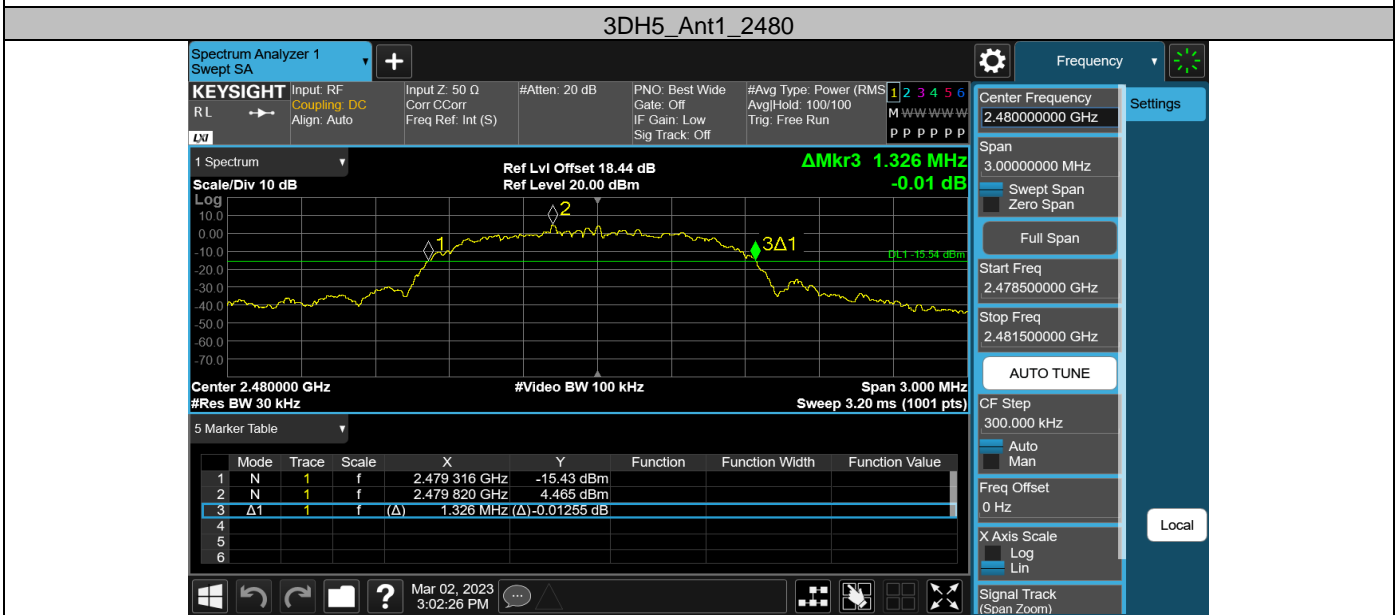 3DH5_Ant1_2480
Spectrum Analyzer 1
Swept SA
Frequency
KEYSIGHT
R L
LXI
Input: RF
Coupling: DC
Align: Auto
Input Z: 50 Ω
Corr CCorr
Freq Ref: Int (S)
#Atten: 20 dB
PNO: Best Wide
Gate: Off
IF Gain: Low
Sig Track: Off
#Avg Type: Power (RMS
Avg|Hold: 100/100
Trig: Free Run
1 2 3 4 5 6
M W W W W W
P P P P P P
1 Spectrum
Scale/Div 10 dB
Ref Lvl Offset 18.44 dB
Ref Level 20.00 dBm
ΔMkr3 1.326 MHz
-0.01 dB
Log
10.0
0.00
-10.0
-20.0
-30.0
-40.0
-50.0
-60.0
-70.0
1
2
3Δ1
DL1 -15.54 dBm
Center 2.480000 GHz
#Video BW 100 kHz
Span 3.000 MHz
#Res BW 30 kHz
Sweep 3.20 ms (1001 pts)
5 Marker Table
Mode Trace Scale X Y Function Function Width Function Value
1 N 1 f 2.479 316 GHz -15.43 dBm
2 N 1 f 2.479 820 GHz 4.465 dBm
3 Δ1 1 f (Δ) 1.326 MHz (Δ) -0.01255 dB
4
5
6
Mar 02, 2023
3:02:26 PM
Center Frequency
2.480000000 GHz
Settings
Span
3.00000000 MHz
Swept Span
Zero Span
Full Span
Start Freq
2.478500000 GHz
Stop Freq
2.481500000 GHz
AUTO TUNE
CF Step
300.000 kHz
Auto
Man
Freq Offset
0 Hz
Local
X Axis Scale
Log
Lin
Signal Track
(Span Zoom)